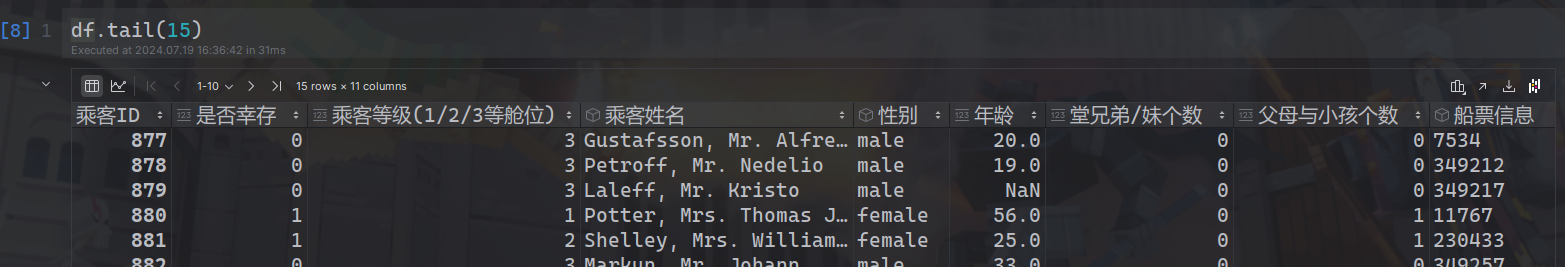 [8] 1 df.tail(15)
Executed at 2024.07.19 16:36:42 in 31ms
1-10 15 rows × 11 columns
乘客ID 123 是否幸存 123 乘客等级(1/2/3等舱位) 乘客姓名 性别 123 年龄 123 堂兄弟/妹个数 123 父母与小孩个数 船票信息
877 0 3 Gustafsson, Mr. Alfre… male 20.0 0 0 7534
878 0 3 Petroff, Mr. Nedelio male 19.0 0 0 349212
879 0 3 Laleff, Mr. Kristo male NaN 0 0 349217
880 1 1 Potter, Mrs. Thomas J… female 56.0 0 1 11767
881 1 2 Shelley, Mrs. William… female 25.0 0 1 230433
882 0 3 Markun, Mr. Johann male 33.0 0 0 349257